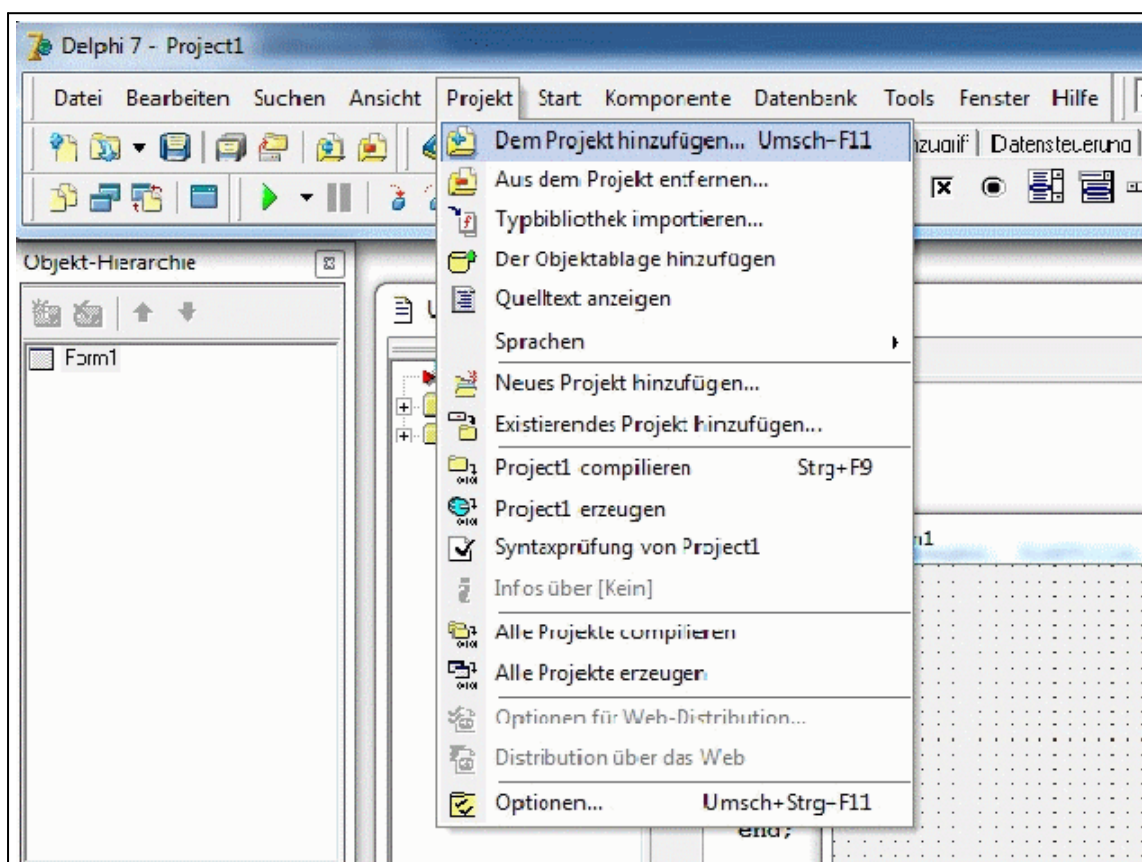 Delphi 7 - Project1
Datei Bearbeiten Suchen Ansicht Projekt Start Komponente Datenbank Tools Fenster Hilfe
Dem Projekt hinzufügen... Umsch-F11
Datensteuerung
Aus dem Projekt entfernen...
Typbibliothek importieren...
Objekt-Hierarchie
Der Objektablage hinzufügen
Quelltext anzeigen
Sprachen
Form1
Neues Projekt hinzufügen...
Existierendes Projekt hinzufügen...
Project1 compilieren Strg+F9
Project1 erzeugen
Syntaxprüfung von Project1
Infos über [Kein]
Alle Projekte compilieren
Alle Projekte erzeugen
Optionen für Web-Distribution...
Distribution über das Web
Optionen... Umsch+Strg-F11
end;